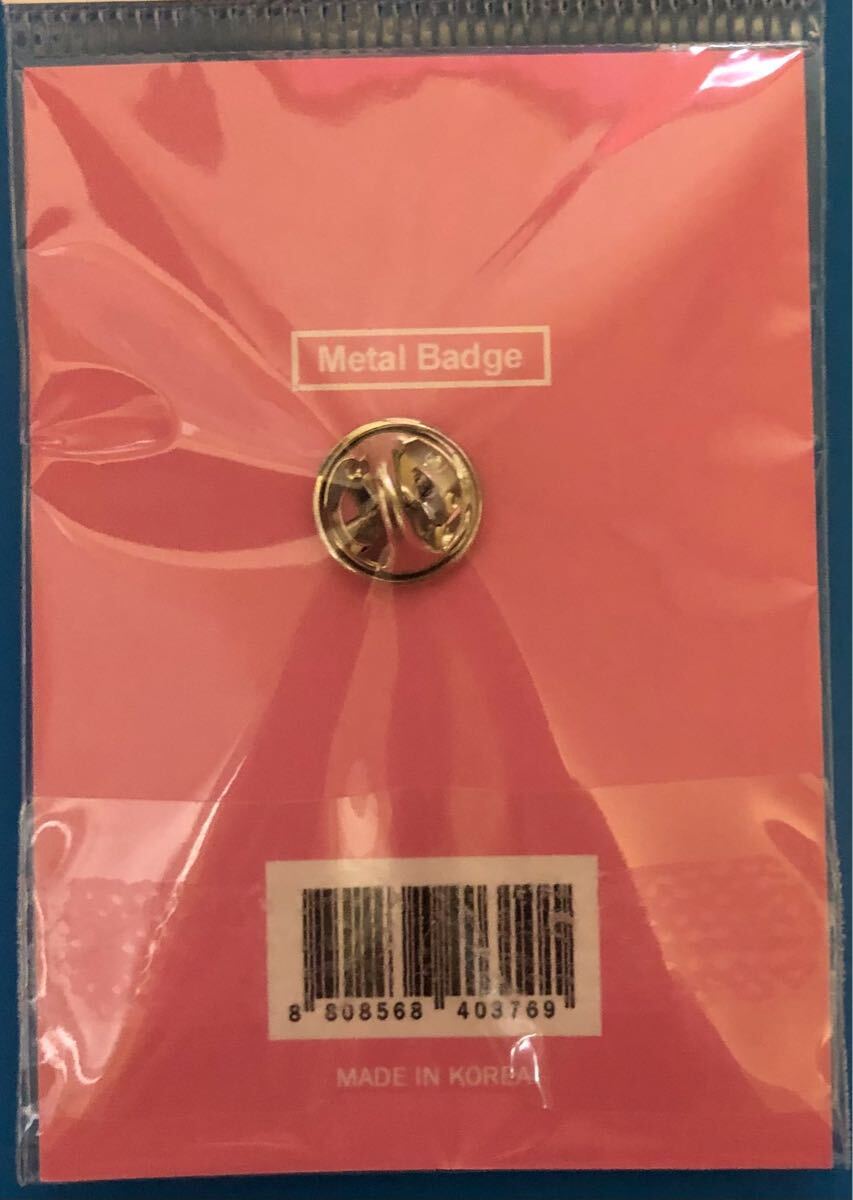 Metal Badge
8 808568 403769
MADE IN KOREA